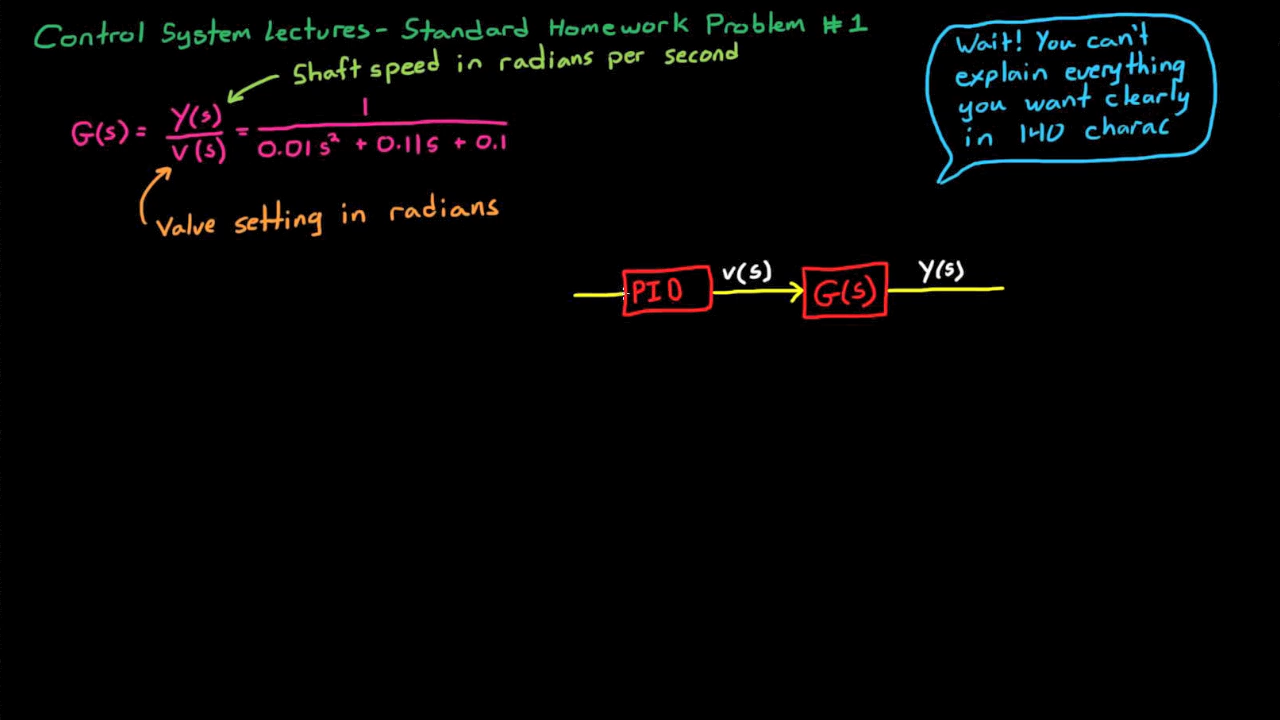 Control System Lectures - Standard Homework Problem #1
Shaft speed in radians per second
G(s) = Y(s)/V(s) = 1/(0.01s² + 0.11s + 0.1)
Valve setting in radians
Wait! You can't
explain everything
you want clearly
in 140 charac
PID
V(s)
G(s)
Y(s)